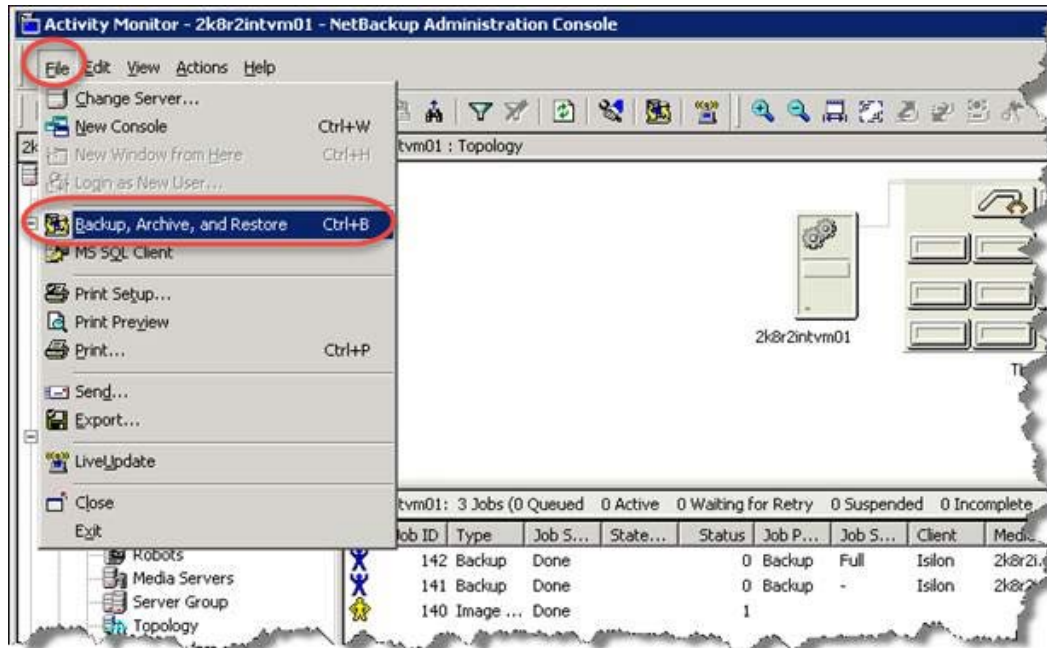 Activity Monitor - 2k8r2intvm01 - NetBackup Administration Console
File Edit View Actions Help
Change Server...
New Console Ctrl+W
New Window from Here Ctrl+H
Login as New User...
Backup, Archive, and Restore Ctrl+B
MS SQL Client
Print Setup...
Print Preview
Print... Ctrl+P
Send...
Export...
LiveUpdate
Close
Exit
2k
tvm01 : Topology
2k8r2intvm01
tvm01: 3 Jobs (0 Queued 0 Active 0 Waiting for Retry 0 Suspended 0 Incomplete
Job ID Type Job S... State... Status Job P... Job S... Client Media
142 Backup Done 0 Backup Full Isilon 2k8r2i
141 Backup Done 0 Backup - Isilon
140 Image ... Done 1
Robots
Media Servers
Server Group
Topology